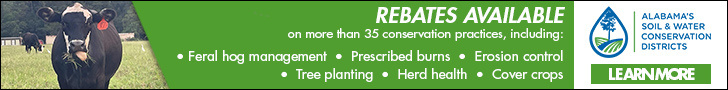 REBATES AVAILABLE
on more than 35 conservation practices, including:
• Feral hog management • Prescribed burns • Erosion control
• Tree planting • Herd health • Cover crops
ALABAMA'S
SOIL & WATER
CONSERVATION
DISTRICTS
LEARN MORE